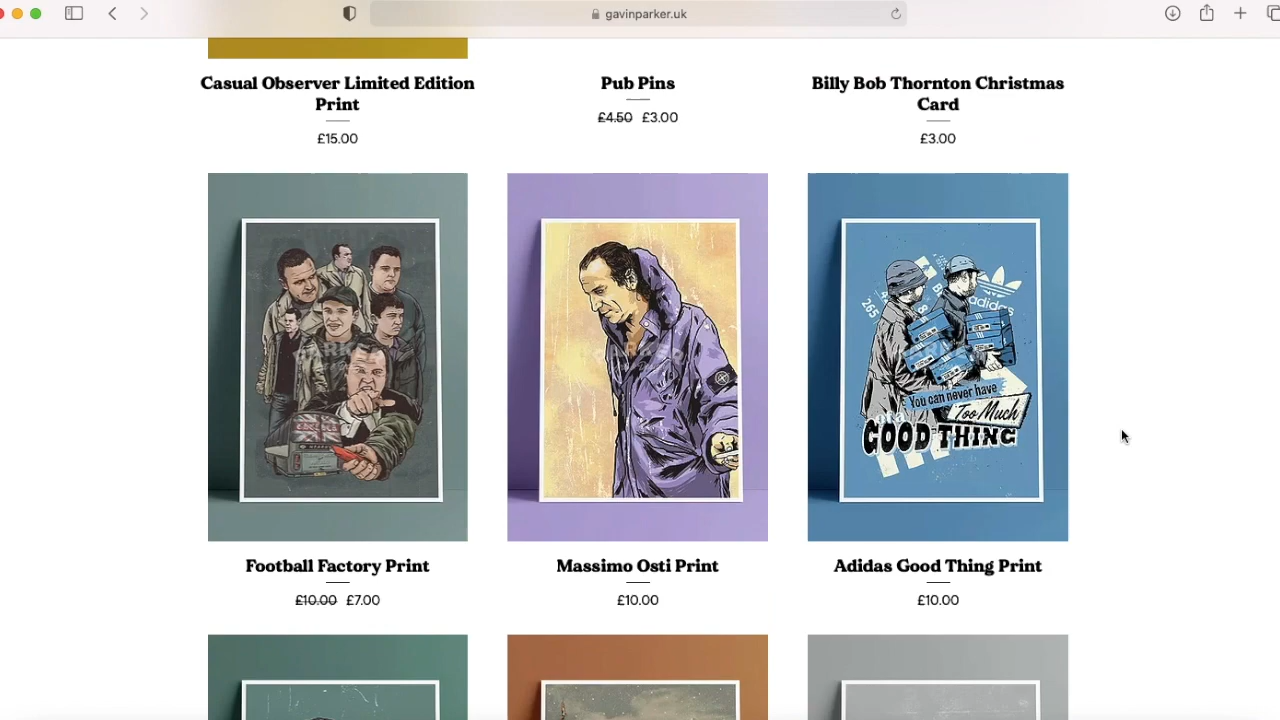 gavinparker.uk
Casual Observer Limited Edition
Print
£15.00
Pub Pins
£4.50 £3.00
Billy Bob Thornton Christmas
Card
£3.00
265
adidas
You can never have
Too Much
of a
GOOD THING
Football Factory Print
£10.00 £7.00
Massimo Osti Print
£10.00
Adidas Good Thing Print
£10.00